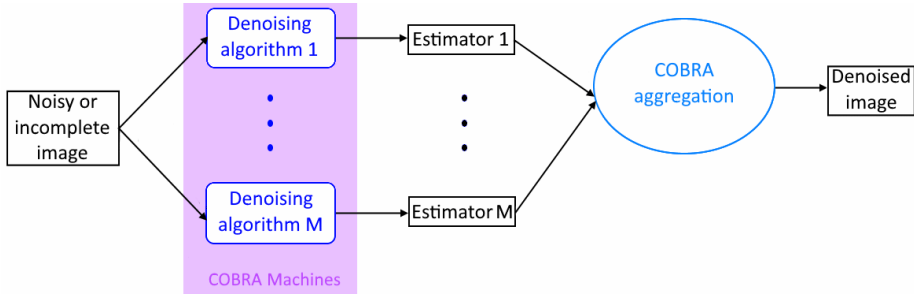 Noisy or
incomplete
image
Denoising
algorithm 1
Denoising
algorithm M
COBRA Machines
Estimator 1
Estimator M
COBRA
aggregation
Denoised
image